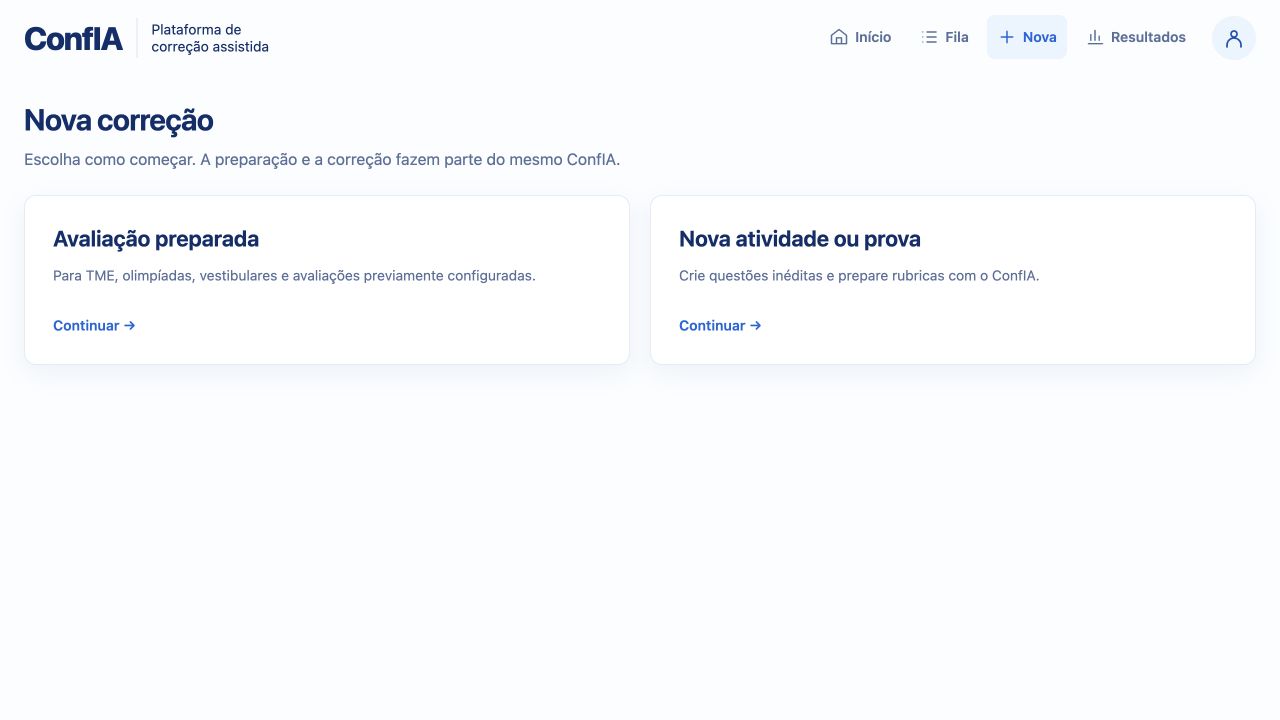 ConfIA
Plataforma de
correção assistida
Início
Fila
Nova
Resultados
Nova correção
Escolha como começar. A preparação e a correção fazem parte do mesmo ConfIA.
Avaliação preparada
Para TME, olimpíadas, vestibulares e avaliações previamente configuradas.
Continuar →
Nova atividade ou prova
Crie questões inéditas e prepare rubricas com o ConfIA.
Continuar →